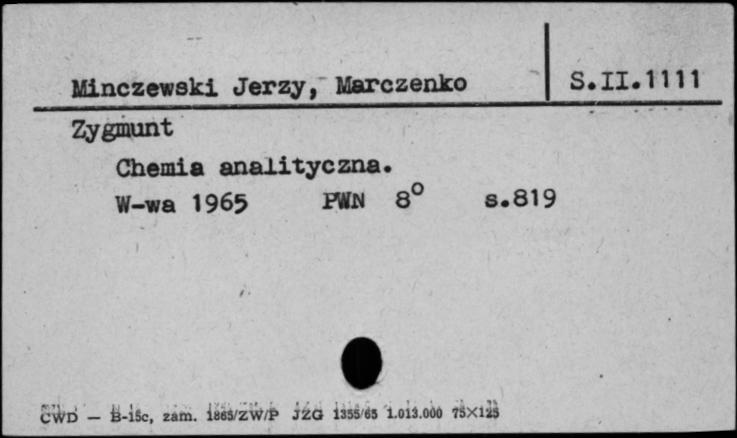 Minczewski Jerzy, Marczenko
S.II.1111
Zygmunt
Chemia analityczna.
W-wa 1965 PWN 8° s.819
CWD — B-15c, zam. 1865/ZW/P JZG 1355/65 1.013.000 75×125